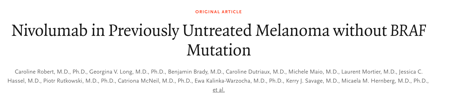 ORIGINAL ARTICLE
Nivolumab in Previously Untreated Melanoma without BRAF
Mutation
Caroline Robert, M.D., Ph.D., Georgina V. Long, M.D., Ph.D., Benjamin Brady, M.D., Caroline Dutriaux, M.D., Michele Maio, M.D., Laurent Mortier, M.D., Jessica C.
Hassel, M.D., Piotr Rutkowski, M.D., Ph.D., Catriona McNeil, M.D., Ph.D., Ewa Kalinka-Warzocha, M.D., Ph.D., Kerry J. Savage, M.D., Micaela M. Hernberg, M.D., Ph.D.,
et al.